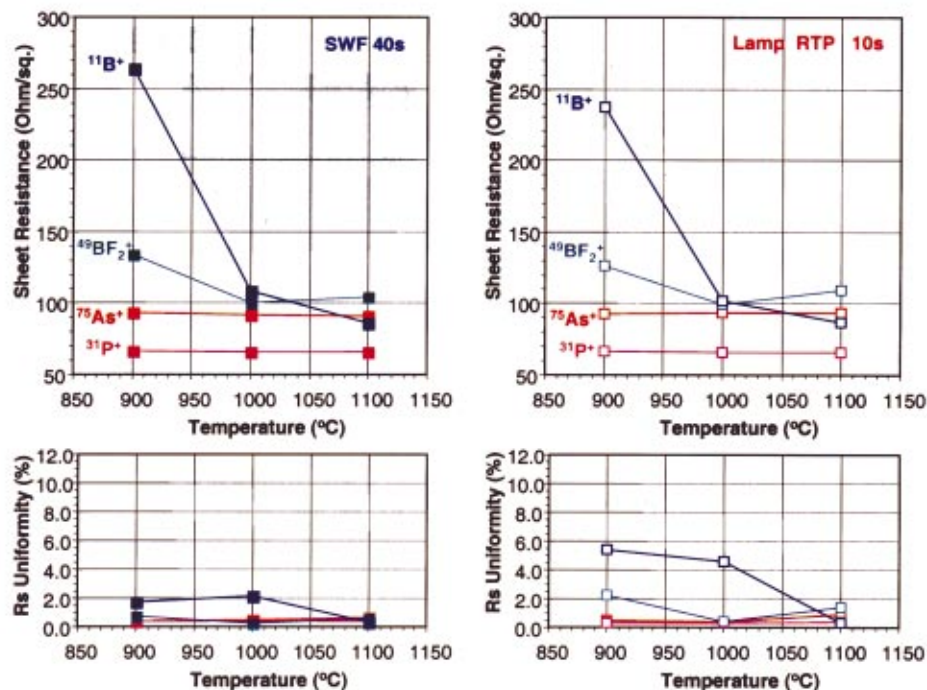 SWF 40s
Sheet Resistance (Ohm/sq.)
300
250
200
150
100
50
¹¹B⁺
⁴⁹BF₂⁺
⁷⁵As⁺
³¹P⁺
850 900 950 1000 1050 1100 1150
Temperature (ºC)
Lamp RTP 10s
Sheet Resistance (Ohm/sq.)
300
250
200
150
100
50
¹¹B⁺
⁴⁹BF₂⁺
⁷⁵As⁺
³¹P⁺
850 900 950 1000 1050 1100 1150
Temperature (ºC)
Rs Uniformity (%)
12.0
10.0
8.0
6.0
4.0
2.0
0.0
850 900 950 1000 1050 1100 1150
Temperature (ºC)
Rs Uniformity (%)
12.0
10.0
8.0
6.0
4.0
2.0
0.0
850 900 950 1000 1050 1100 1150
Temperature (ºC)